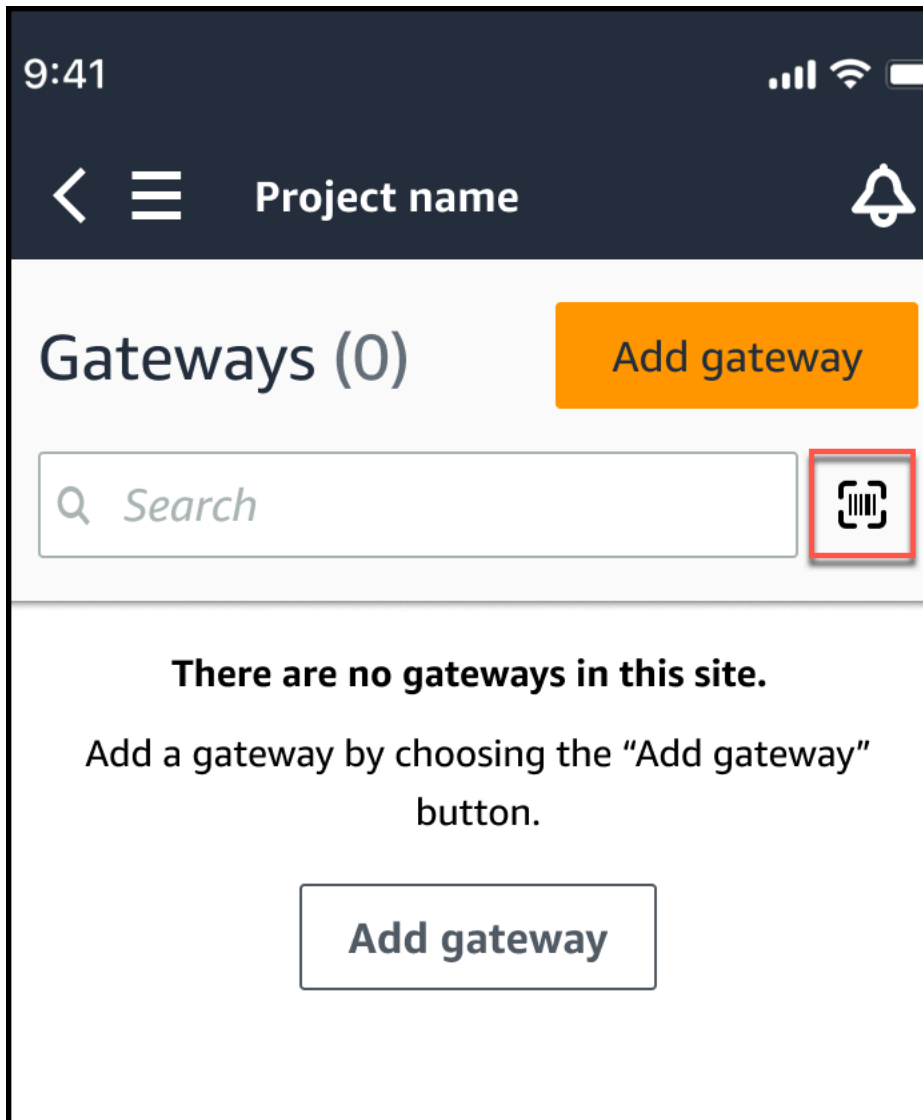 9:41
Project name
Gateways (0)
Add gateway
Search
There are no gateways in this site.
Add a gateway by choosing the “Add gateway”
button.
Add gateway